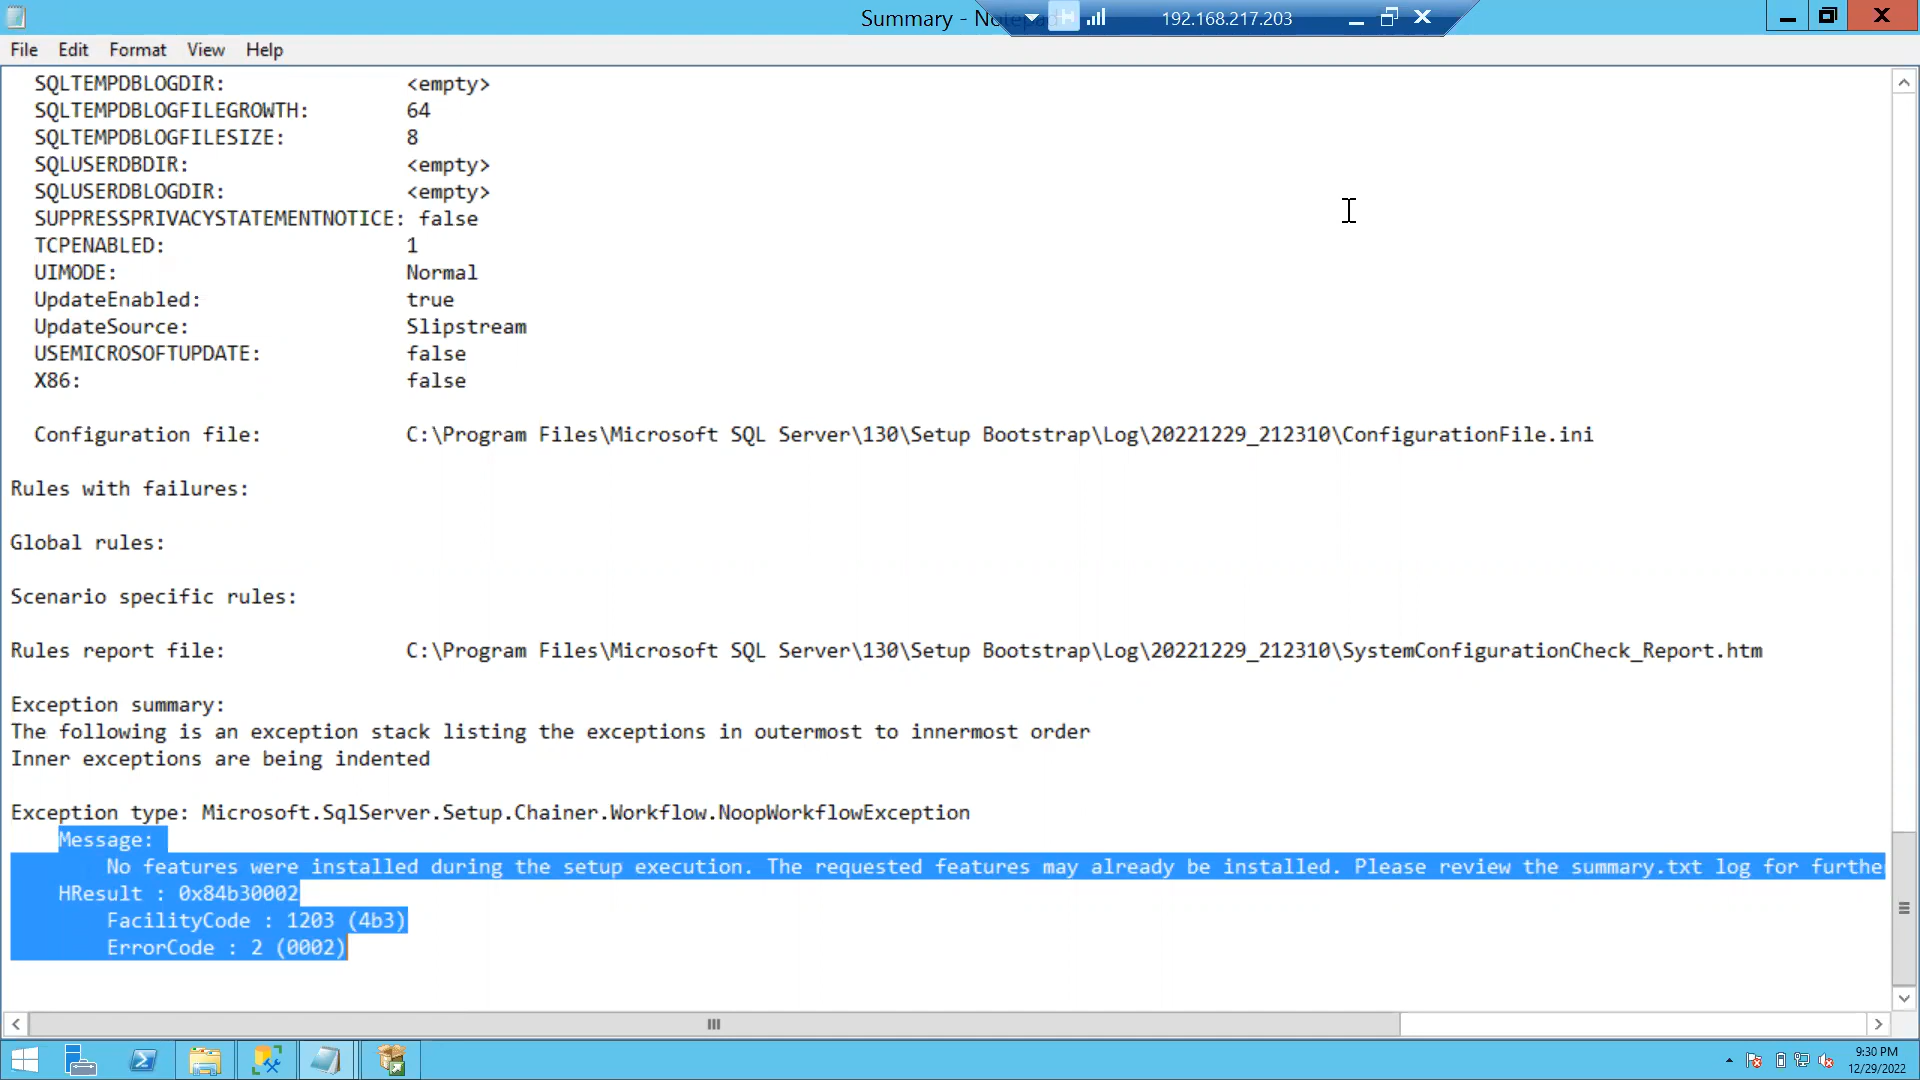 Summary - Notepad
192.168.217.203
File Edit Format View Help
SQLTEMPDBLOGDIR: <empty>
SQLTEMPDBLOGFILEGROWTH: 64
SQLTEMPDBLOGFILESIZE: 8
SQLUSERDBDIR: <empty>
SQLUSERDBLOGDIR: <empty>
SUPPRESSPRIVACYSTATEMENTNOTICE: false
TCPENABLED: 1
UIMODE: Normal
UpdateEnabled: true
UpdateSource: Slipstream
USEMICROSOFTUPDATE: false
X86: false
Configuration file: C:\Program Files\Microsoft SQL Server\130\Setup Bootstrap\Log\20221229_212310\ConfigurationFile.ini
Rules with failures:
Global rules:
Scenario specific rules:
Rules report file: C:\Program Files\Microsoft SQL Server\130\Setup Bootstrap\Log\20221229_212310\SystemConfigurationCheck_Report.htm
Exception summary:
The following is an exception stack listing the exceptions in outermost to innermost order
Inner exceptions are being indented
Exception type: Microsoft.SqlServer.Setup.Chainer.Workflow.NoopWorkflowException
Message:
No features were installed during the setup execution. The requested features may already be installed. Please review the summary.txt log for furthe
HResult : 0x84b30002
FacilityCode : 1203 (4b3)
ErrorCode : 2 (0002)
9:30 PM
12/29/2022